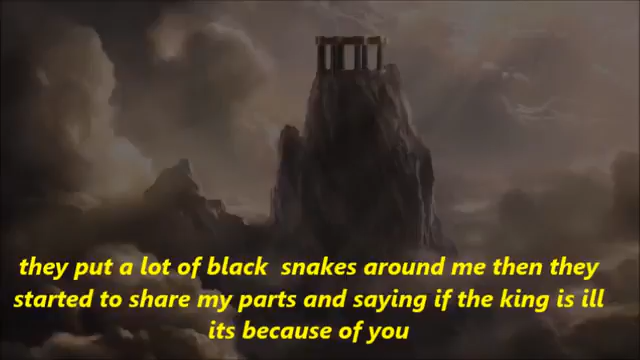 they put a lot of black  snakes around me then they
started to share my parts and saying if the king is ill
its because of you